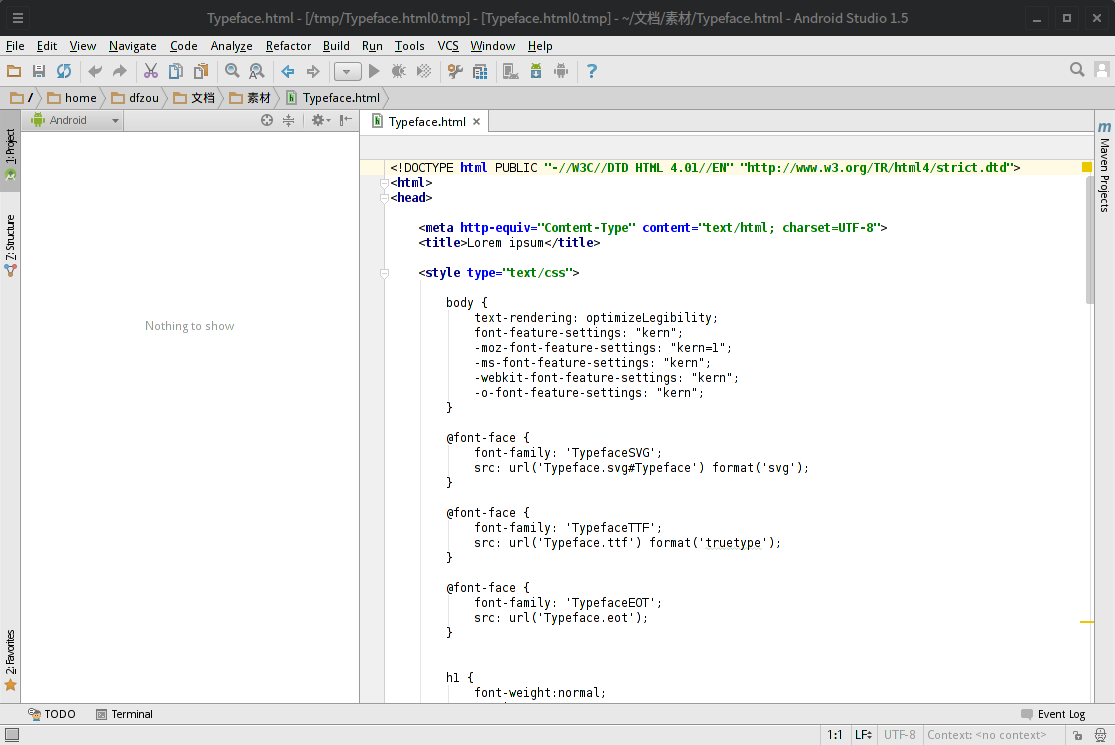 Typeface.html - [/tmp/Typeface.html0.tmp] - [Typeface.html0.tmp] - ~/文档/素材/Typeface.html - Android Studio 1.5
File Edit View Navigate Code Analyze Refactor Build Run Tools VCS Window Help
/ home dfzou 文档 素材 Typeface.html
Android
Typeface.html
1: Project
7: Structure
2: Favorites
Nothing to show
Maven Projects
<!DOCTYPE html PUBLIC "-//W3C//DTD HTML 4.01//EN" "http://www.w3.org/TR/html4/strict.dtd">
<html>
<head>
<meta http-equiv="Content-Type" content="text/html; charset=UTF-8">
<title>Lorem ipsum</title>
<style type="text/css">
body {
text-rendering: optimizeLegibility;
font-feature-settings: "kern";
-moz-font-feature-settings: "kern=1";
-ms-font-feature-settings: "kern";
-webkit-font-feature-settings: "kern";
-o-font-feature-settings: "kern";
}
@font-face {
font-family: 'TypefaceSVG';
src: url('Typeface.svg#Typeface') format('svg');
}
@font-face {
font-family: 'TypefaceTTF';
src: url('Typeface.ttf') format('truetype');
}
@font-face {
font-family: 'TypefaceEOT';
src: url('Typeface.eot');
}
h1 {
font-weight:normal;
TODO Terminal Event Log
1:1 LF UTF-8 Context: <no context>